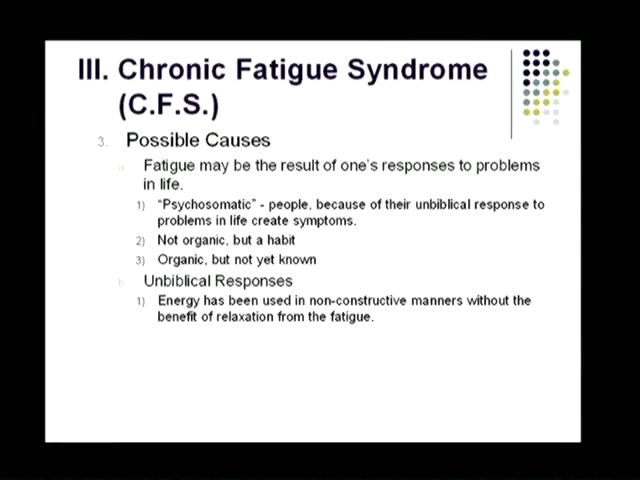 III. Chronic Fatigue Syndrome
(C.F.S.)
3. Possible Causes
a. Fatigue may be the result of one's responses to problems
in life.
1) "Psychosomatic" - people, because of their unbiblical response to
problems in life create symptoms.
2) Not organic, but a habit
3) Organic, but not yet known
b. Unbiblical Responses
1) Energy has been used in non-constructive manners without the
benefit of relaxation from the fatigue.